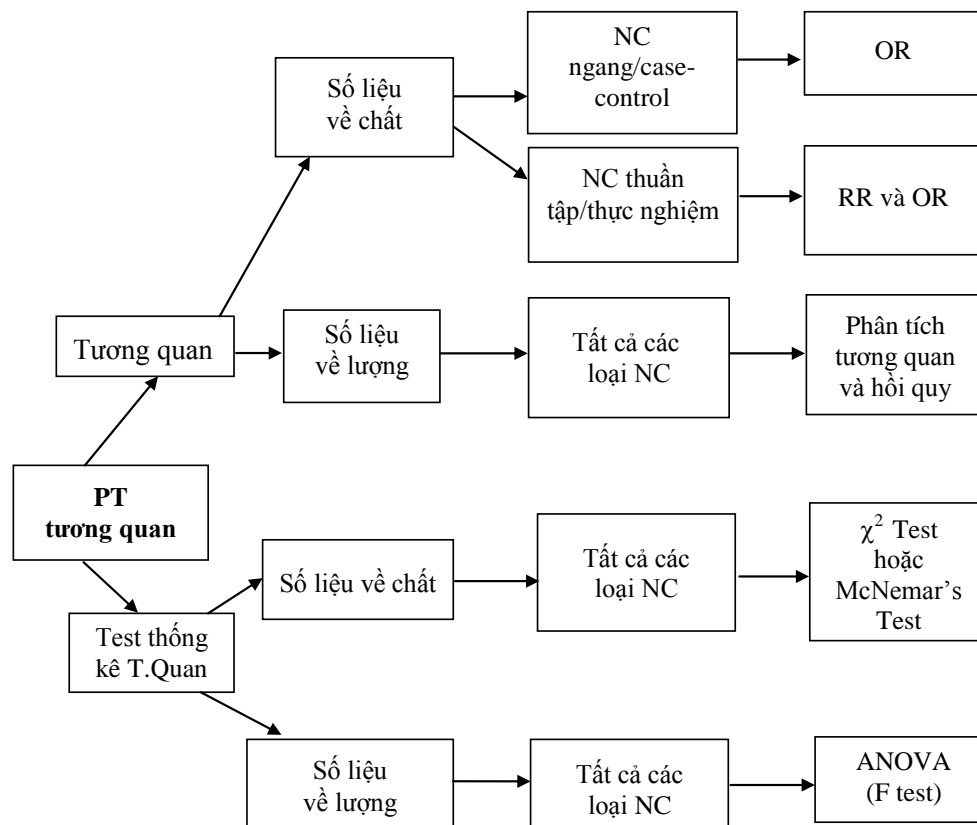 NC
ngang/case-
control
OR
Số liệu
về chất
NC thuần
tập/thực nghiệm
RR và OR
Tương quan
Số liệu
về lượng
Tất cả các
loại NC
Phân tích
tương quan
và hồi quy
PT
tương quan
Số liệu về chất
Tất cả các
loại NC
χ² Test
hoặc
McNemar’s
Test
Test thống
kê T.Quan
Số liệu
về lượng
Tất cả các
loại NC
ANOVA
(F test)